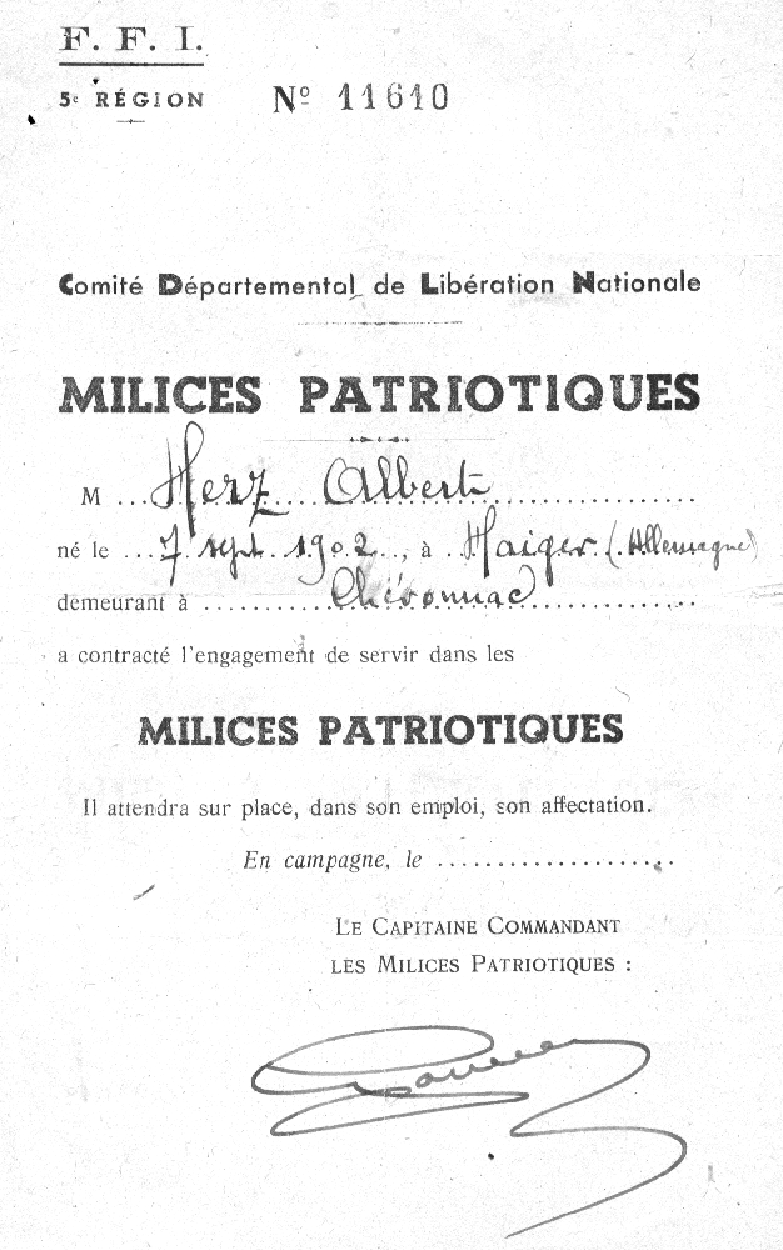 F. F. I.
5e RÉGION Nº 11610
Comité Départemental de Libération Nationale
MILICES PATRIOTIQUES
M ... Herz Albert ...
né le ... 7 sept 1902 ..., à ... Haiger (Allemagne)
demeurant à ... Chéronnac ...
a contracté l'engagement de servir dans les
MILICES PATRIOTIQUES
Il attendra sur place, dans son emploi, son affectation.
En campagne, le ....................
LE CAPITAINE COMMANDANT
LES MILICES PATRIOTIQUES :